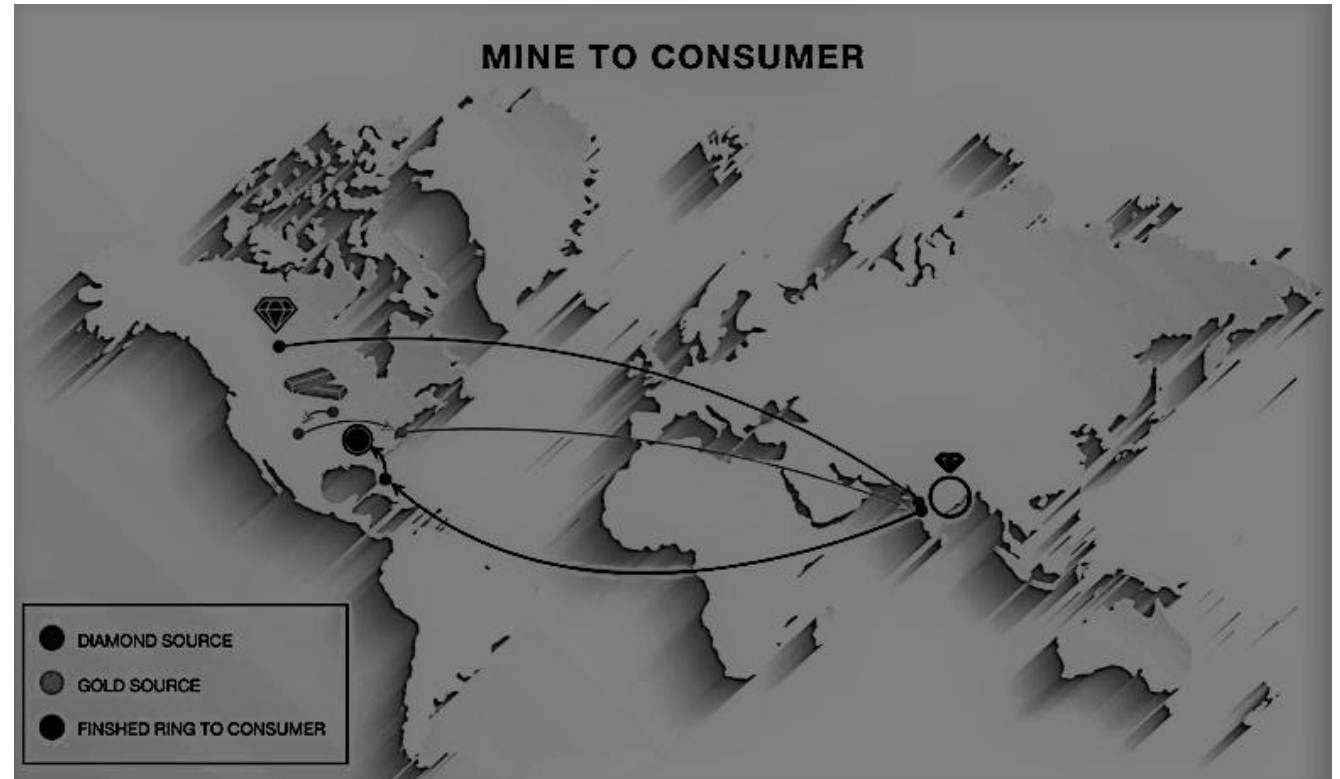 MINE TO CONSUMER
DIAMOND SOURCE
GOLD SOURCE
FINSHED RING TO CONSUMER